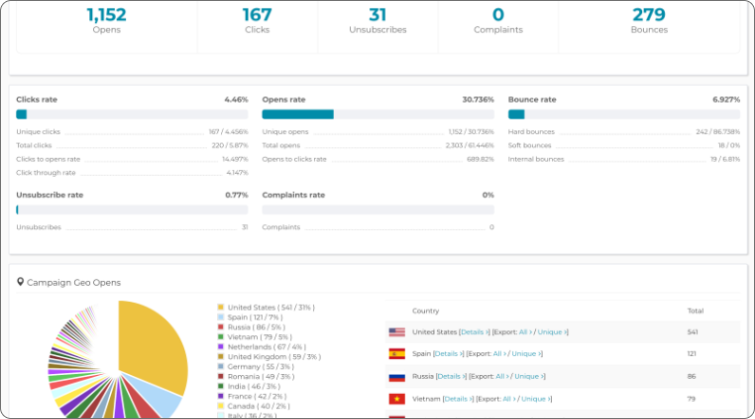 1,152 167 31 0 279
Opens Clicks Unsubscribes Complaints Bounces
Clicks rate 4.46%
Unique clicks 167 / 4.456%
Total clicks 220 / 5.87%
Clicks to opens rate 14.497%
Click through rate 4.147%
Opens rate 30.736%
Unique opens 1,152 / 30.736%
Total opens 2,303 / 61.446%
Opens to clicks rate 689.82%
Bounce rate 6.927%
Hard bounces 242 / 86.738%
Soft bounces 18 / 0%
Internal bounces 19 / 6.81%
Unsubscribe rate 0.77%
Unsubscribes 31
Complaints rate 0%
Complaints 0
Campaign Geo Opens
United States ( 541 / 31% )
Spain ( 121 / 7% )
Russia ( 86 / 5% )
Vietnam ( 79 / 5% )
Netherlands ( 67 / 4% )
United Kingdom ( 59 / 3% )
Germany ( 55 / 3% )
Romania ( 49 / 3% )
India ( 46 / 3% )
France ( 42 / 2% )
Canada ( 40 / 2% )
Italy ( 36 / 2% )
Country Total
United States [Details >] [Export: All > / Unique >] 541
Spain [Details >] [Export: All > / Unique >] 121
Russia [Details >] [Export: All > / Unique >] 86
Vietnam [Details >] [Export: All > / Unique >] 79